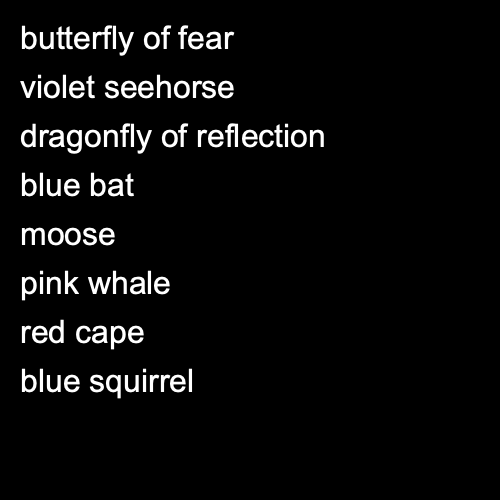 butterfly of fear
violet seehorse
dragonfly of reflection
blue bat
moose
pink whale
red cape
blue squirrel